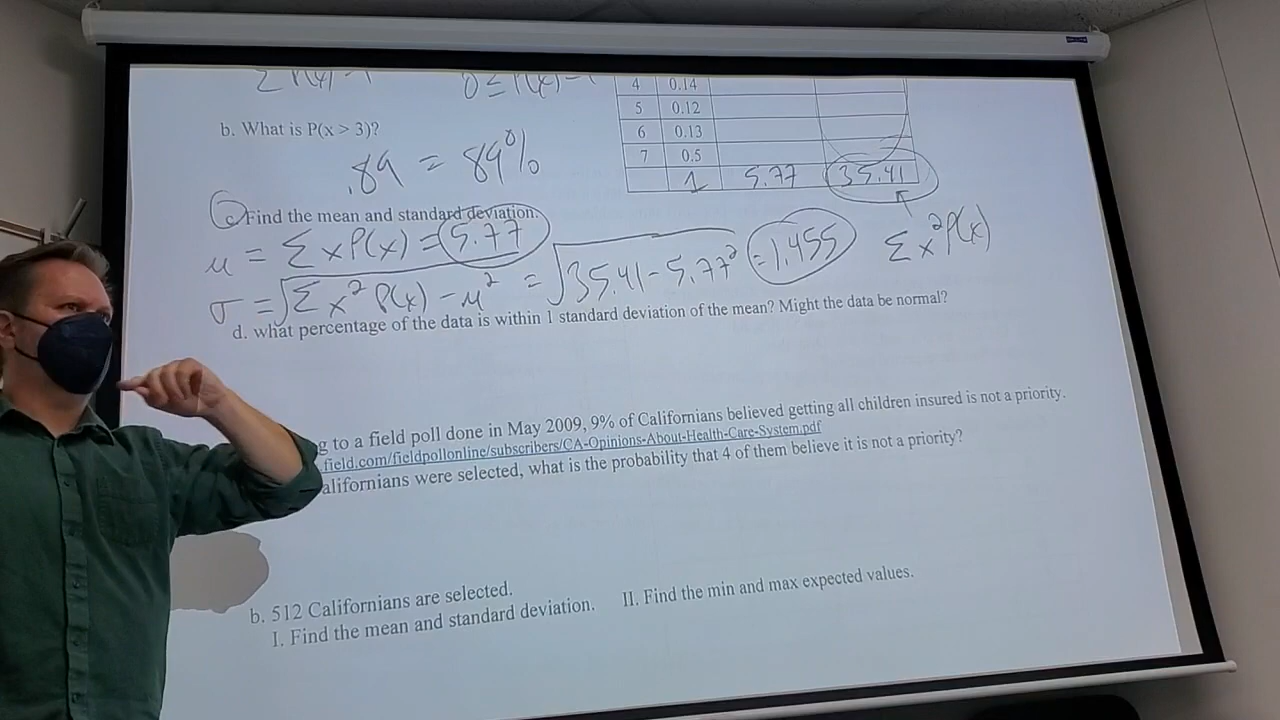 Σ P(x) = 1 0 ≤ P(x) ≤ 1
4 0.14
5 0.12
b. What is P(x > 3)?
6 0.13
7 0.5
.89 = 89%
1 5.77 35.41
c. Find the mean and standard deviation.
μ = Σ x P(x) = 5.77
Σ x² P(x)
σ = √Σ x² P(x) - μ² = √35.41 - 5.77² = 1.455
d. what percentage of the data is within 1 standard deviation of the mean? Might the data be normal?
g to a field poll done in May 2009, 9% of Californians believed getting all children insured is not a priority.
field.com/fieldpollonline/subscribers/CA-Opinions-About-Health-Care-System.pdf
alifornians were selected, what is the probability that 4 of them believe it is not a priority?
b. 512 Californians are selected.
I. Find the mean and standard deviation. II. Find the min and max expected values.